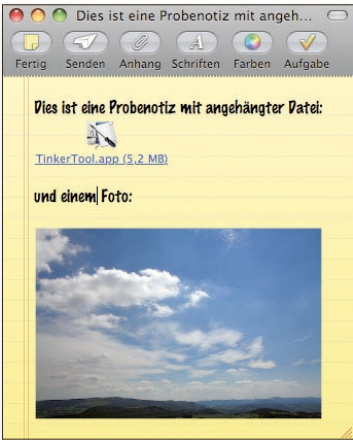 Dies ist eine Probenotiz mit angeh...
Fertig Senden Anhang Schriften Farben Aufgabe
Dies ist eine Probenotiz mit angehängter Datei:
TinkerTool.app (5,2 MB)
und einem Foto: